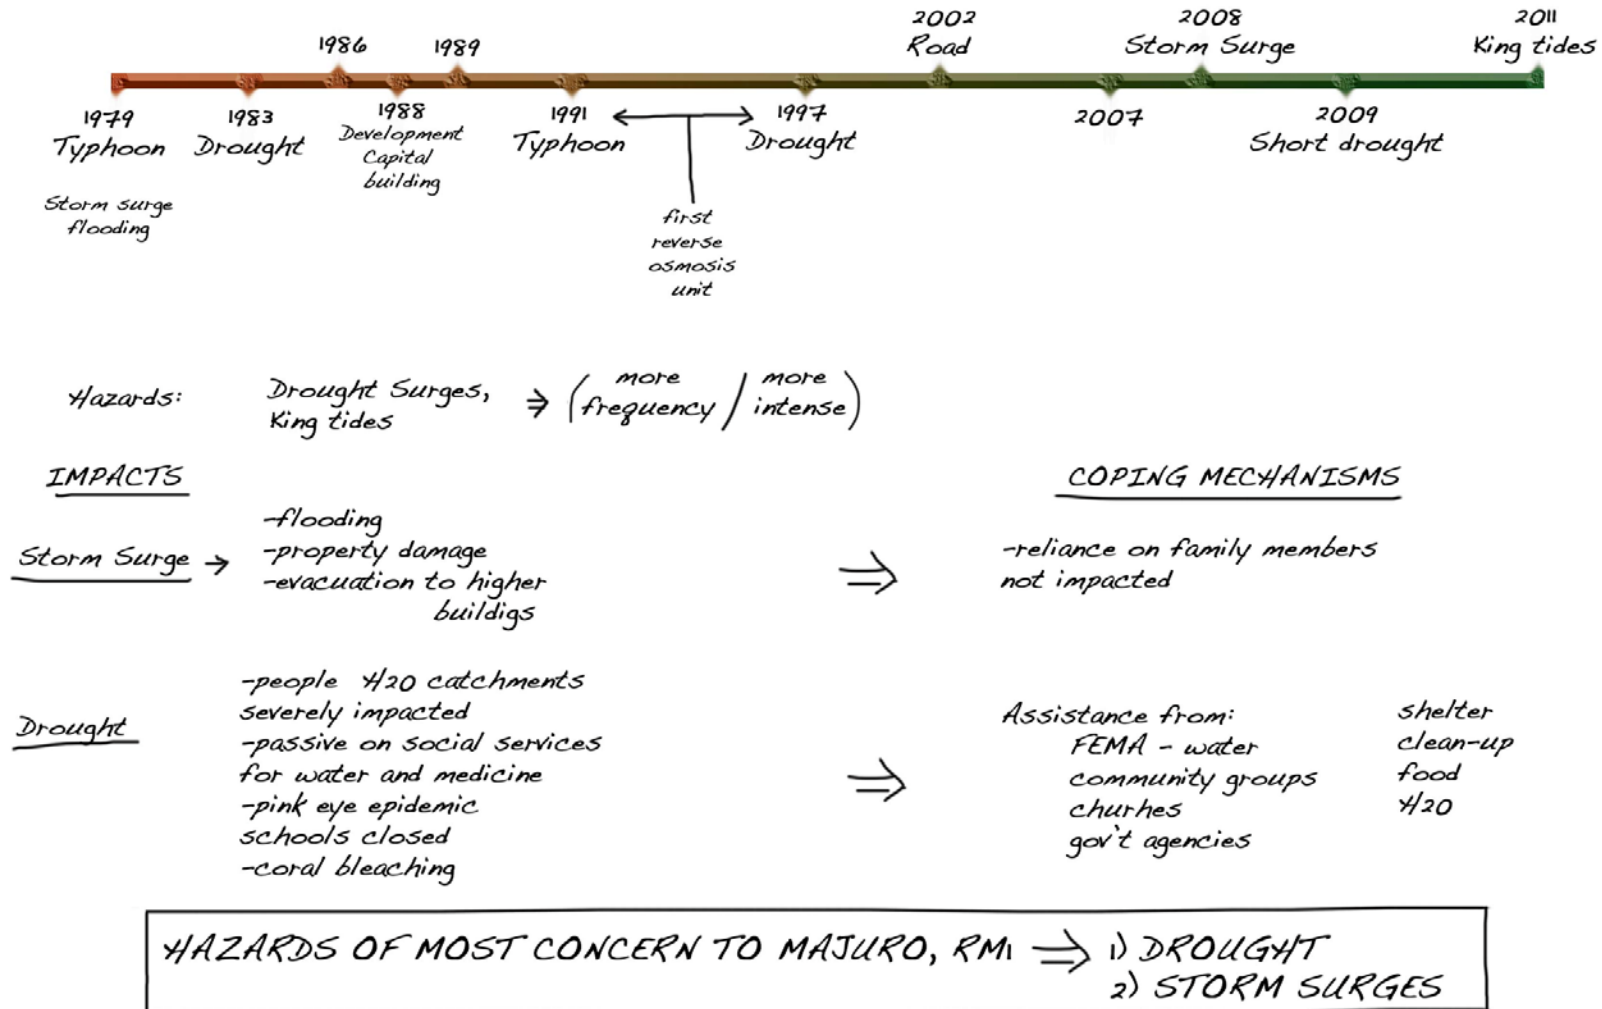 1979
Typhoon
Storm surge
flooding
1983
Drought
1986
1988
Development
Capital
building
1989
1991
Typhoon
first
reverse
osmosis
unit
1997
Drought
2002
Road
2007
2008
Storm Surge
2009
Short drought
2011
King tides
Hazards:
Drought Surges,
King tides
⇒ (more frequency / more intense)
IMPACTS
COPING MECHANISMS
Storm Surge →
-flooding
-property damage
-evacuation to higher
buildigs
⇒
-reliance on family members
not impacted
Drought
-people H20 catchments
severely impacted
-passive on social services
for water and medicine
-pink eye epidemic
schools closed
-coral bleaching
⇒
Assistance from:
FEMA - water
community groups
churhes
gov't agencies
shelter
clean-up
food
H20
HAZARDS OF MOST CONCERN TO MAJURO, RMI ⇒ 1) DROUGHT
2) STORM SURGES